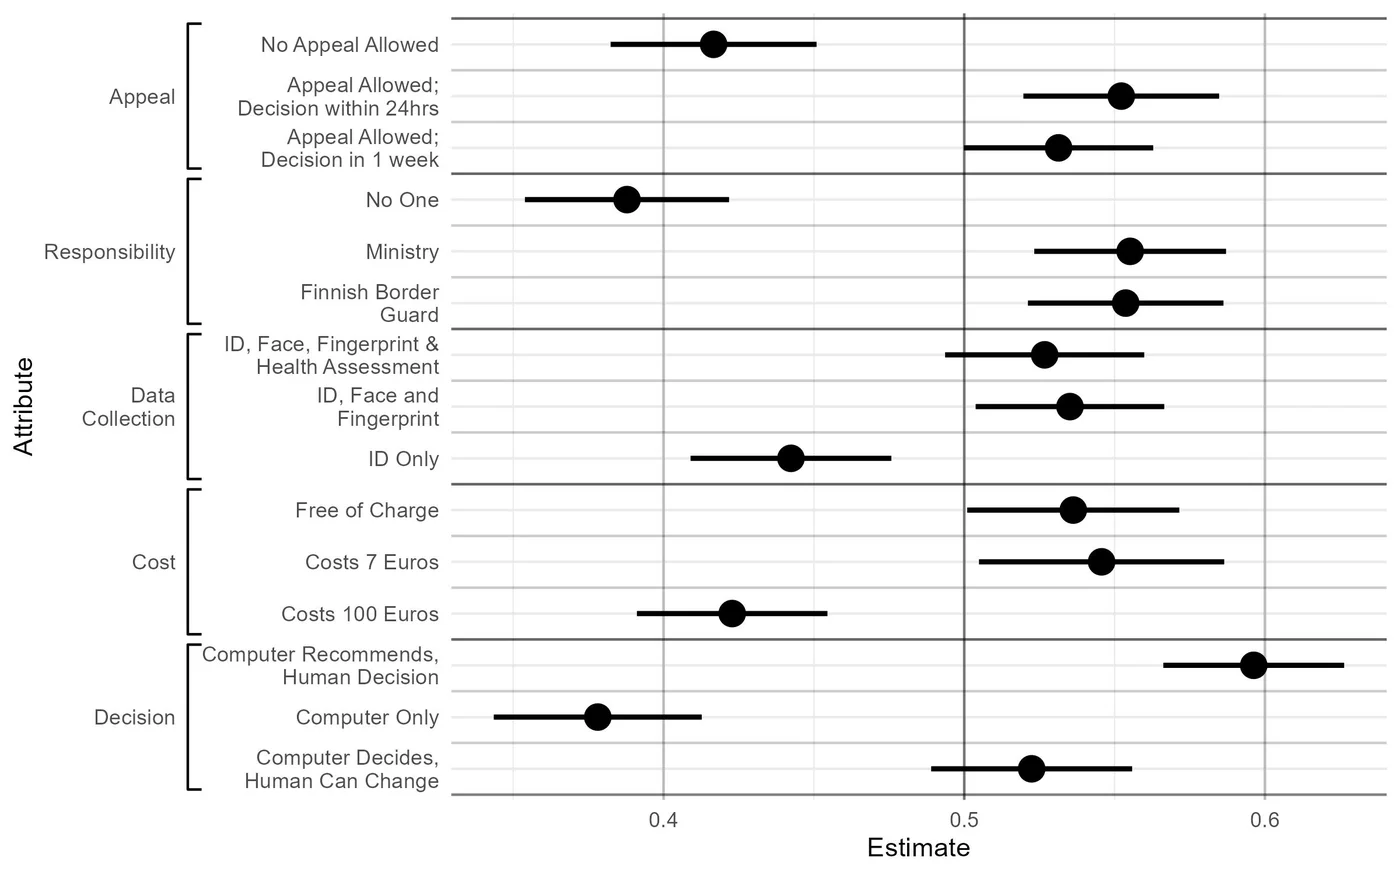 Attribute
Appeal
No Appeal Allowed
Appeal Allowed;
Decision within 24hrs
Appeal Allowed;
Decision in 1 week
Responsibility
No One
Ministry
Finnish Border
Guard
Data
Collection
ID, Face, Fingerprint &
Health Assessment
ID, Face and
Fingerprint
ID Only
Cost
Free of Charge
Costs 7 Euros
Costs 100 Euros
Decision
Computer Recommends,
Human Decision
Computer Only
Computer Decides,
Human Can Change
0.4 0.5 0.6
Estimate